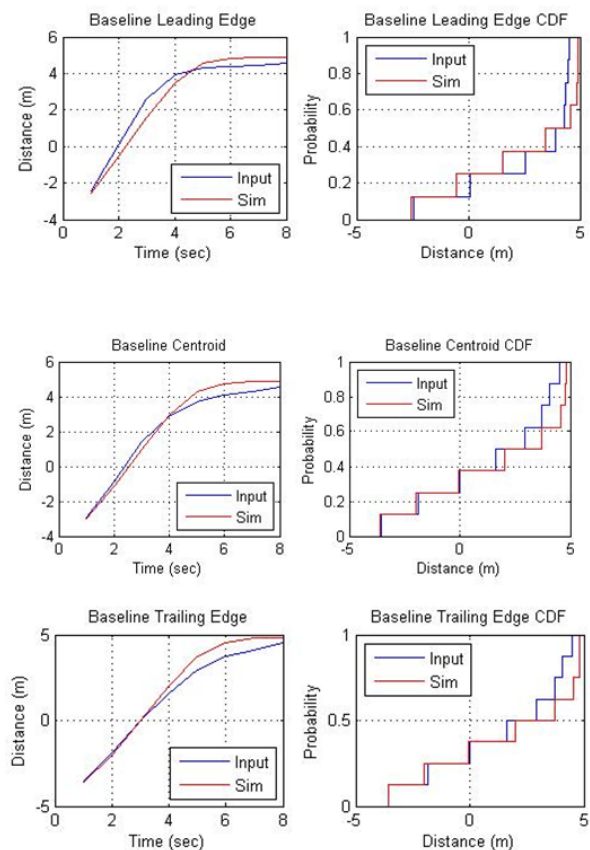 Baseline Leading Edge
6
4
2
0
-2
-4
Distance (m)
Input
Sim
0 2 4 6 8
Time (sec)
Baseline Leading Edge CDF
1
0.8
0.6
0.4
0.2
0
Probability
Input
Sim
-5 0 5
Distance (m)
Baseline Centroid
6
4
2
0
-2
-4
Distance (m)
Input
Sim
0 2 4 6 8
Time (sec)
Baseline Centroid CDF
1
0.8
0.6
0.4
0.2
0
Probability
Input
Sim
-5 0 5
Distance (m)
Baseline Trailing Edge
5
0
-5
Distance (m)
Input
Sim
0 2 4 6 8
Time (sec)
Baseline Trailing Edge CDF
1
0.5
0
Probability
Input
Sim
-5 0 5
Distance (m)